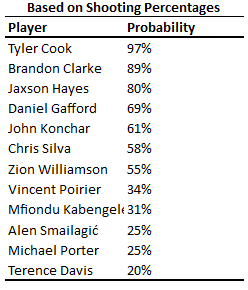 Based on Shooting Percentages
Player Probability
Tyler Cook 97%
Brandon Clarke 89%
Jaxson Hayes 80%
Daniel Gafford 69%
John Konchar 61%
Chris Silva 58%
Zion Williamson 55%
Vincent Poirier 34%
Mfiondu Kabengele 31%
Alen Smailagić 25%
Michael Porter 25%
Terence Davis 20%